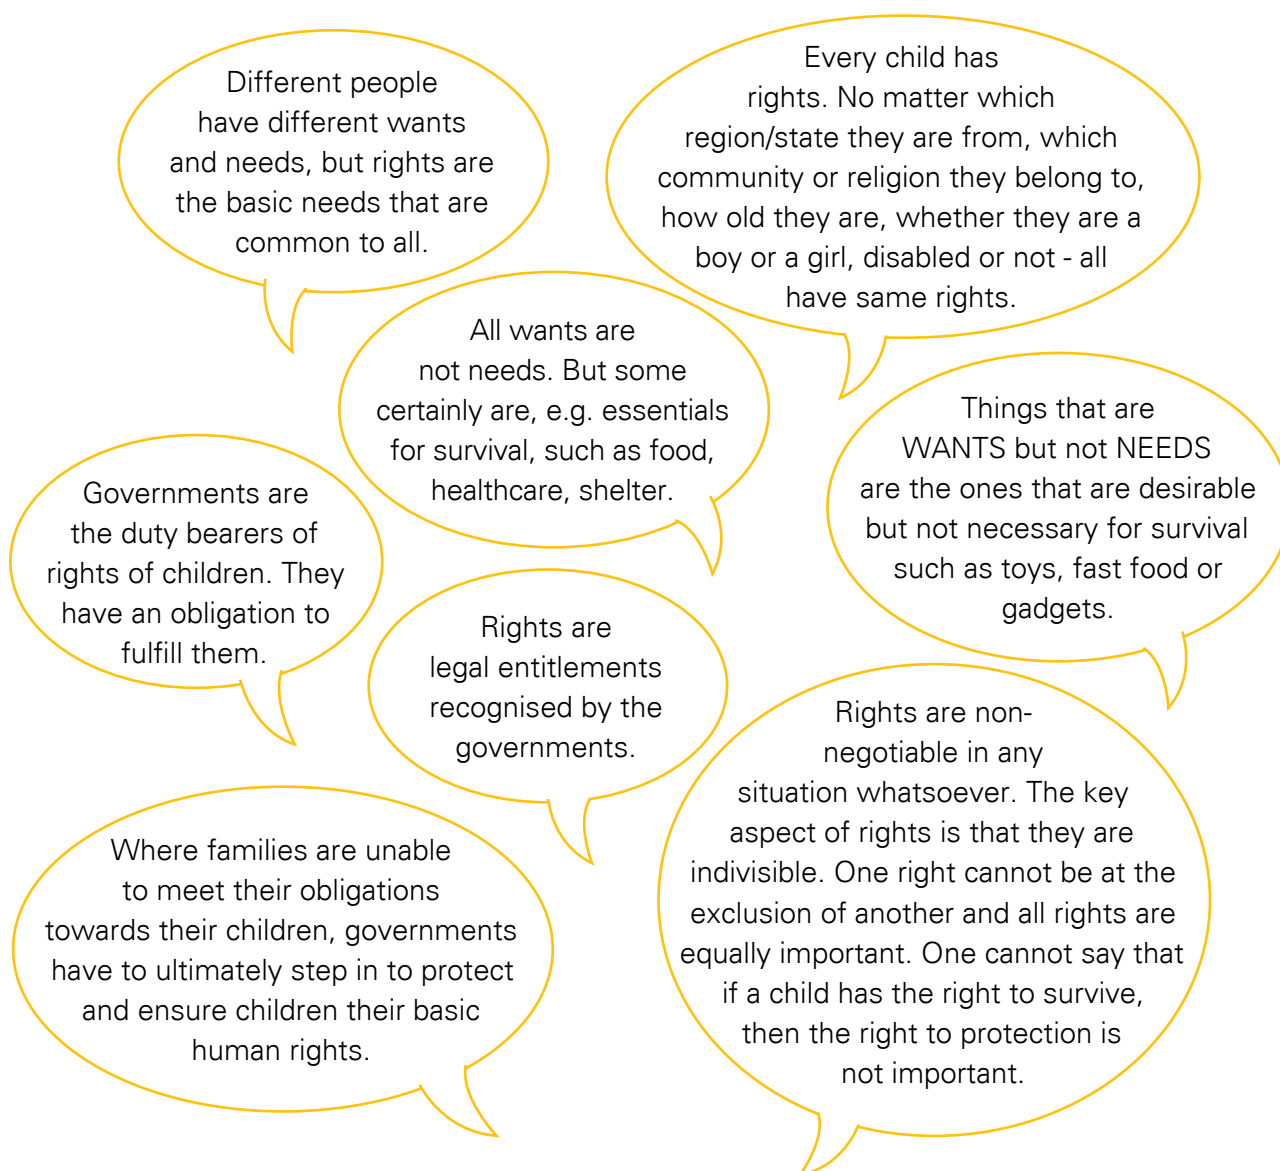 Different people
have different wants
and needs, but rights are
the basic needs that are
common to all.
Every child has
rights. No matter which
region/state they are from, which
community or religion they belong to,
how old they are, whether they are a
boy or a girl, disabled or not - all
have same rights.
All wants are
not needs. But some
certainly are, e.g. essentials
for survival, such as food,
healthcare, shelter.
Things that are
WANTS but not NEEDS
are the ones that are desirable
but not necessary for survival
such as toys, fast food or
gadgets.
Governments are
the duty bearers of
rights of children. They
have an obligation to
fulfill them.
Rights are
legal entitlements
recognised by the
governments.
Rights are non-
negotiable in any
situation whatsoever. The key
aspect of rights is that they are
indivisible. One right cannot be at the
exclusion of another and all rights are
equally important. One cannot say that
if a child has the right to survive,
then the right to protection is
not important.
Where families are unable
to meet their obligations
towards their children, governments
have to ultimately step in to protect
and ensure children their basic
human rights.